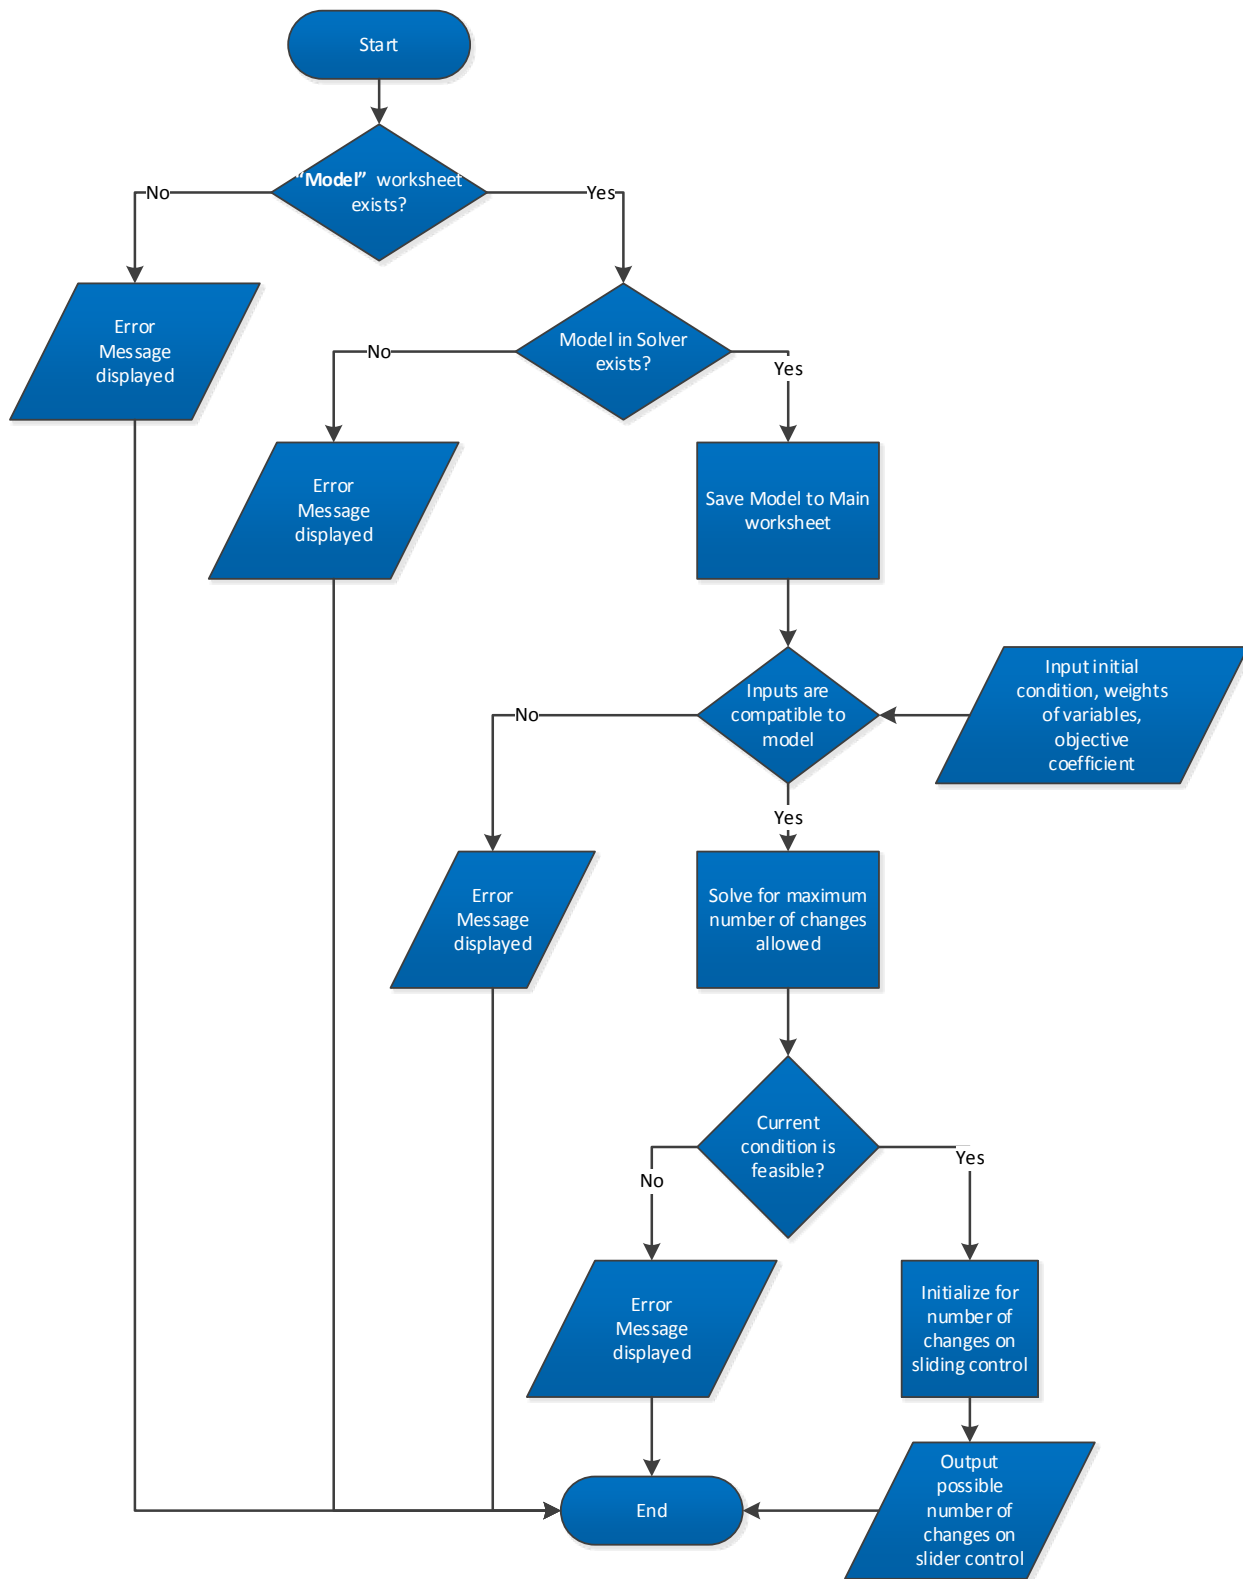 Start
“Model” worksheet
exists?
No
Yes
Error
Message
displayed
Model in Solver
exists?
No
Yes
Error
Message
displayed
Save Model to Main
worksheet
Inputs are
compatible to
model
Input initial
condition, weights
of variables,
objective
coefficient
No
Yes
Error
Message
displayed
Solve for maximum
number of changes
allowed
Current
condition is
feasible?
No
Yes
Error
Message
displayed
Initialize for
number of
changes on
sliding control
Output
possible
number of
changes on
slider control
End